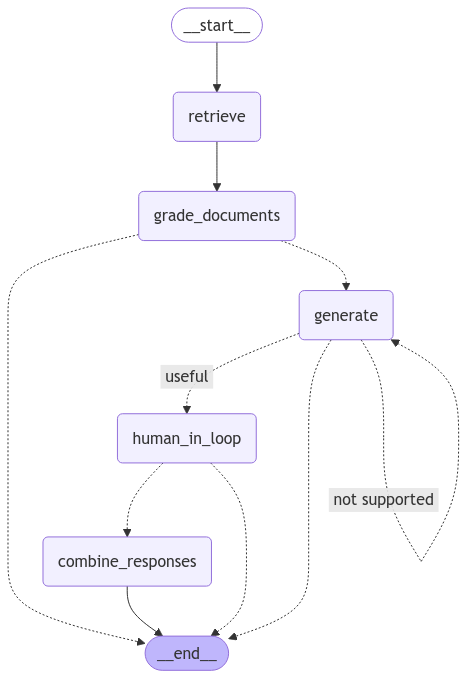 __start__
retrieve
grade_documents
generate
useful
human_in_loop
not supported
combine_responses
__end__